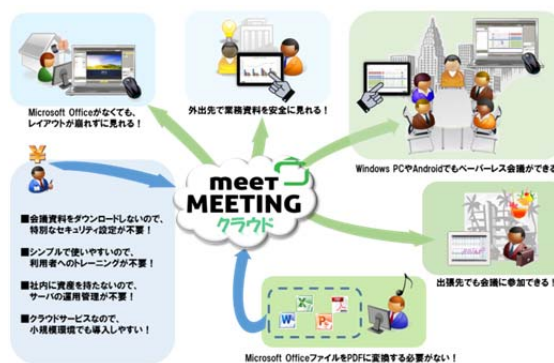 Microsoft Officeがなくても、
レイアウトが崩れずに見れる！
外出先で業務資料を安全に見れる！
Windows PCやAndroidでもペーパーレス会議ができる！
¥
meet
MEETING
クラウド
■会議資料をダウンロードしないので、
特別なセキュリティ設定が不要！
■シンプルで使いやすいので、
利用者へのトレーニングが不要！
■社内に資産を持たないので、
サーバの運用管理が不要！
■クラウドサービスなので、
小規模環境でも導入しやすい！
出張先でも会議に参加できる！
Microsoft OfficeファイルをPDFに変換する必要がない！